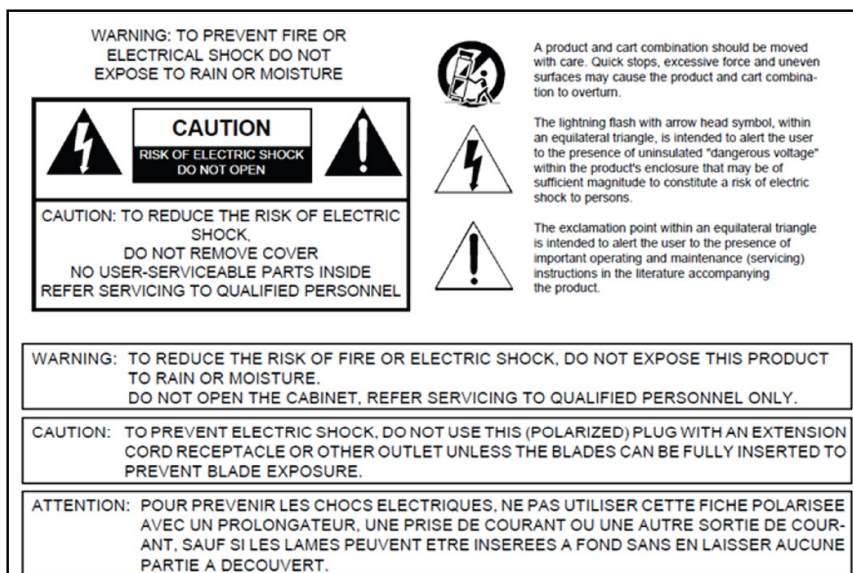 WARNING: TO PREVENT FIRE OR
ELECTRICAL SHOCK DO NOT
EXPOSE TO RAIN OR MOISTURE
CAUTION
RISK OF ELECTRIC SHOCK
DO NOT OPEN
CAUTION: TO REDUCE THE RISK OF ELECTRIC
SHOCK,
DO NOT REMOVE COVER
NO USER-SERVICEABLE PARTS INSIDE
REFER SERVICING TO QUALIFIED PERSONNEL
A product and cart combination should be moved
with care. Quick stops, excessive force and uneven
surfaces may cause the product and cart combina-
tion to overturn.
The lightning flash with arrow head symbol, within
an equilateral triangle, is intended to alert the user
to the presence of uninsulated "dangerous voltage"
within the product's enclosure that may be of
sufficient magnitude to constitute a risk of electric
shock to persons.
The exclamation point within an equilateral triangle
is intended to alert the user to the presence of
important operating and maintenance (servicing)
instructions in the literature accompanying
the product.
WARNING: TO REDUCE THE RISK OF FIRE OR ELECTRIC SHOCK, DO NOT EXPOSE THIS PRODUCT
TO RAIN OR MOISTURE.
DO NOT OPEN THE CABINET, REFER SERVICING TO QUALIFIED PERSONNEL ONLY.
CAUTION: TO PREVENT ELECTRIC SHOCK, DO NOT USE THIS (POLARIZED) PLUG WITH AN EXTENSION
CORD RECEPTACLE OR OTHER OUTLET UNLESS THE BLADES CAN BE FULLY INSERTED TO
PREVENT BLADE EXPOSURE.
ATTENTION: POUR PREVENIR LES CHOCS ELECTRIQUES, NE PAS UTILISER CETTE FICHE POLARISEE
AVEC UN PROLONGATEUR, UNE PRISE DE COURANT OU UNE AUTRE SORTIE DE COUR-
ANT, SAUF SI LES LAMES PEUVENT ETRE INSEREES A FOND SANS EN LAISSER AUCUNE
PARTIE A DECOUVERT.